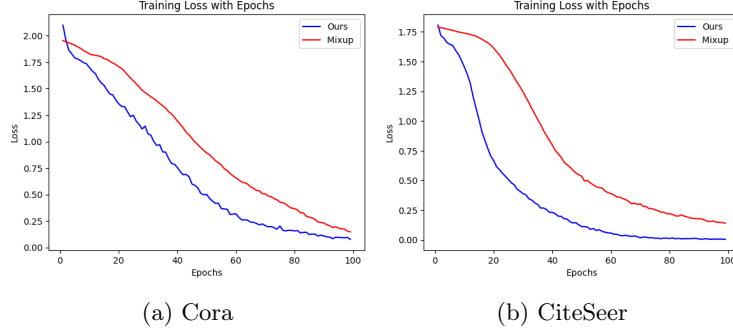 Training Loss with Epochs
Ours
Mixup
2.00
1.75
1.50
1.25
1.00
0.75
0.50
0.25
0.00
Loss
0 20 40 60 80 100
Epochs
(a) Cora
Training Loss with Epochs
Ours
Mixup
1.75
1.50
1.25
1.00
0.75
0.50
0.25
0.00
Loss
0 20 40 60 80 100
Epochs
(b) CiteSeer